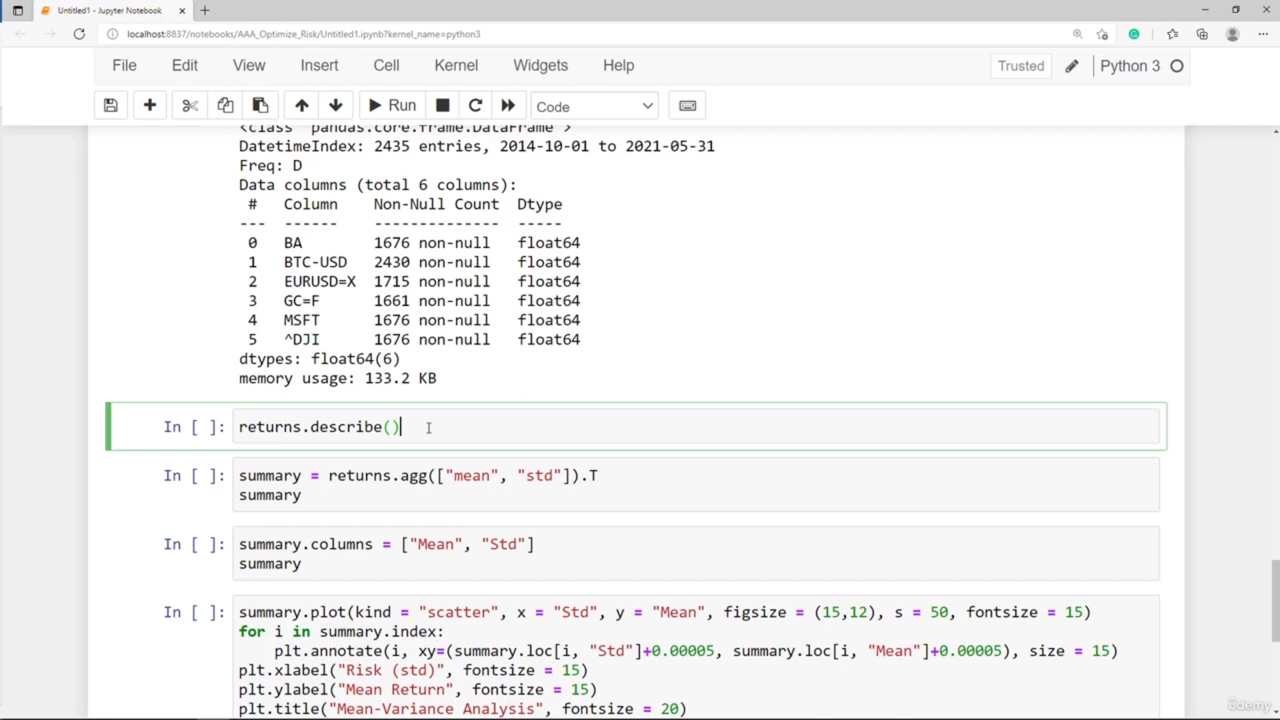 Untitled1 - Jupyter Notebook
localhost:8837/notebooks/AAA_Optimize_Risk/Untitled1.ipynb?kernel_name=python3
File Edit View Insert Cell Kernel Widgets Help Trusted Python 3
Run Code
<class 'pandas.core.frame.DataFrame'>
DatetimeIndex: 2435 entries, 2014-10-01 to 2021-05-31
Freq: D
Data columns (total 6 columns):
# Column Non-Null Count Dtype
--- ------ -------------- -----
0 BA 1676 non-null float64
1 BTC-USD 2430 non-null float64
2 EURUSD=X 1715 non-null float64
3 GC=F 1661 non-null float64
4 MSFT 1676 non-null float64
5 ^DJI 1676 non-null float64
dtypes: float64(6)
memory usage: 133.2 KB
In [ ]: returns.describe()
In [ ]: summary = returns.agg(["mean", "std"]).T
summary
In [ ]: summary.columns = ["Mean", "Std"]
summary
In [ ]: summary.plot(kind = "scatter", x = "Std", y = "Mean", figsize = (15,12), s = 50, fontsize = 15)
for i in summary.index:
    plt.annotate(i, xy=(summary.loc[i, "Std"]+0.00005, summary.loc[i, "Mean"]+0.00005), size = 15)
plt.xlabel("Risk (std)", fontsize = 15)
plt.ylabel("Mean Return", fontsize = 15)
plt.title("Mean-Variance Analysis", fontsize = 20)
ûdemy